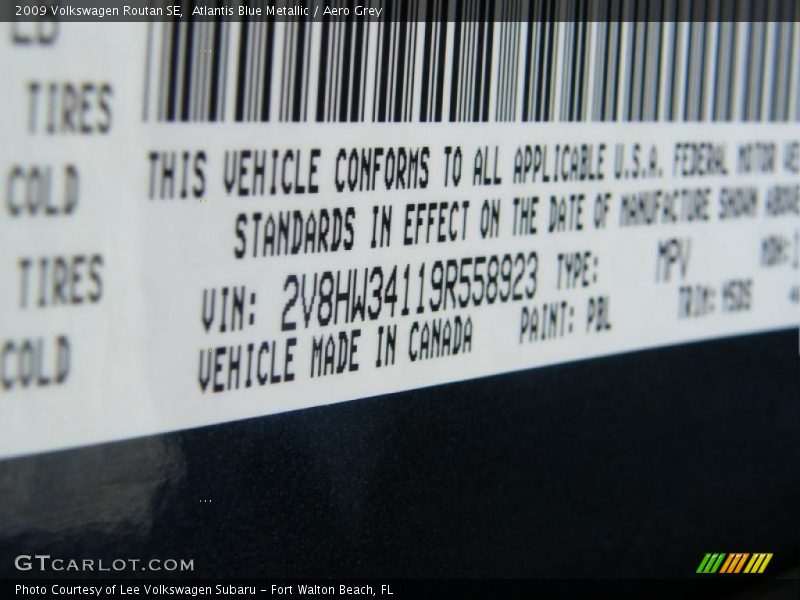 2009 Volkswagen Routan SE, Atlantis Blue Metallic / Aero Grey
TIRES
COLD
TIRES
COLD
THIS VEHICLE CONFORMS TO ALL APPLICABLE U.S.A. FEDERAL MOTOR
STANDARDS IN EFFECT ON THE DATE OF MANUFACTURE SHOWN ABOVE
VIN: 2V8HW34119R558923 TYPE: MPV
VEHICLE MADE IN CANADA PAINT: PBL TRIM:
GTCARLOT.COM
Photo Courtesy of Lee Volkswagen Subaru - Fort Walton Beach, FL